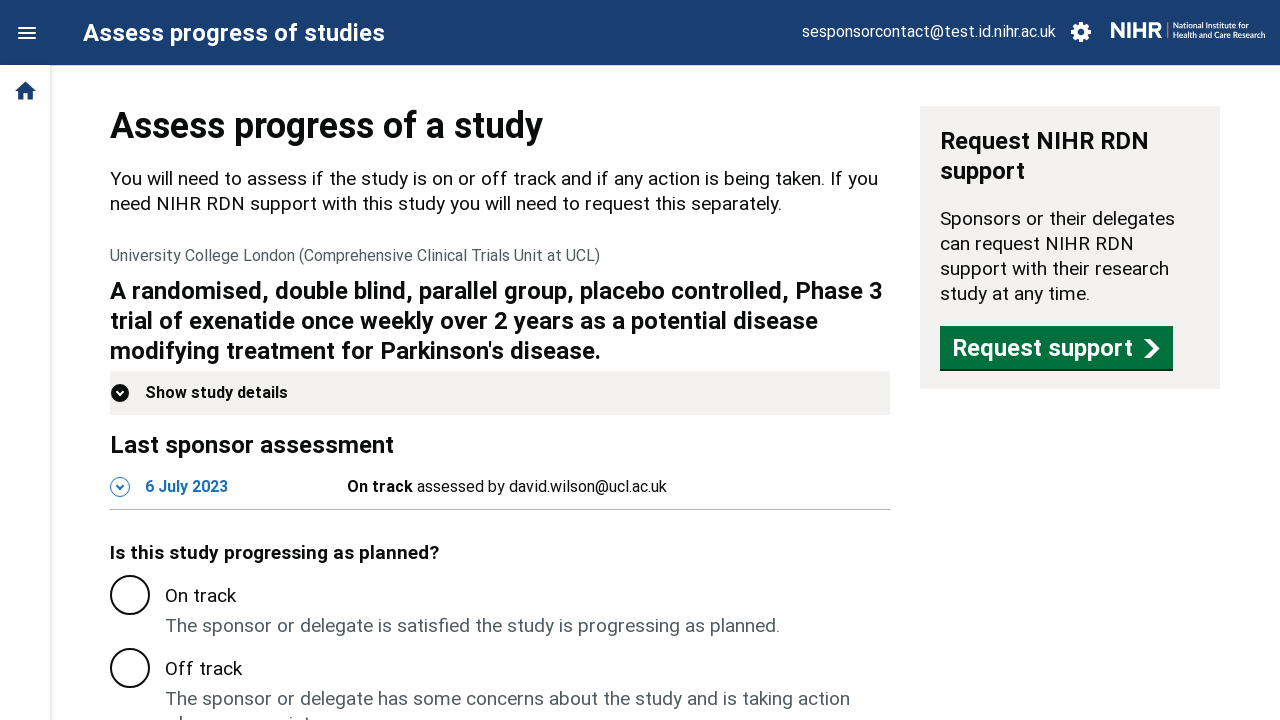 Assess progress of studies
sesponsorcontact@test.id.nihr.ac.uk
NIHR | National Institute for
Health and Care Research
Assess progress of a study
You will need to assess if the study is on or off track and if any action is being taken. If you
need NIHR RDN support with this study you will need to request this separately.
University College London (Comprehensive Clinical Trials Unit at UCL)
A randomised, double blind, parallel group, placebo controlled, Phase 3
trial of exenatide once weekly over 2 years as a potential disease
modifying treatment for Parkinson's disease.
Show study details
Last sponsor assessment
6 July 2023 On track assessed by david.wilson@ucl.ac.uk
Is this study progressing as planned?
On track
The sponsor or delegate is satisfied the study is progressing as planned.
Off track
The sponsor or delegate has some concerns about the study and is taking action
Request NIHR RDN
support
Sponsors or their delegates
can request NIHR RDN
support with their research
study at any time.
Request support